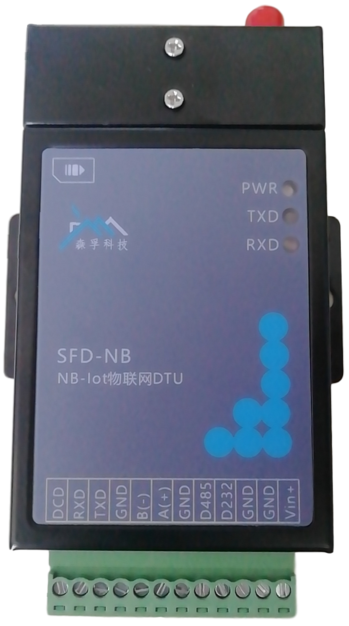 PWR
TXD
RXD
森孚科技
SFD-NB
NB-Iot物联网DTU
DCD RXD TXD GND B(-) A(+) GND D485 D232 GND GND Vin+